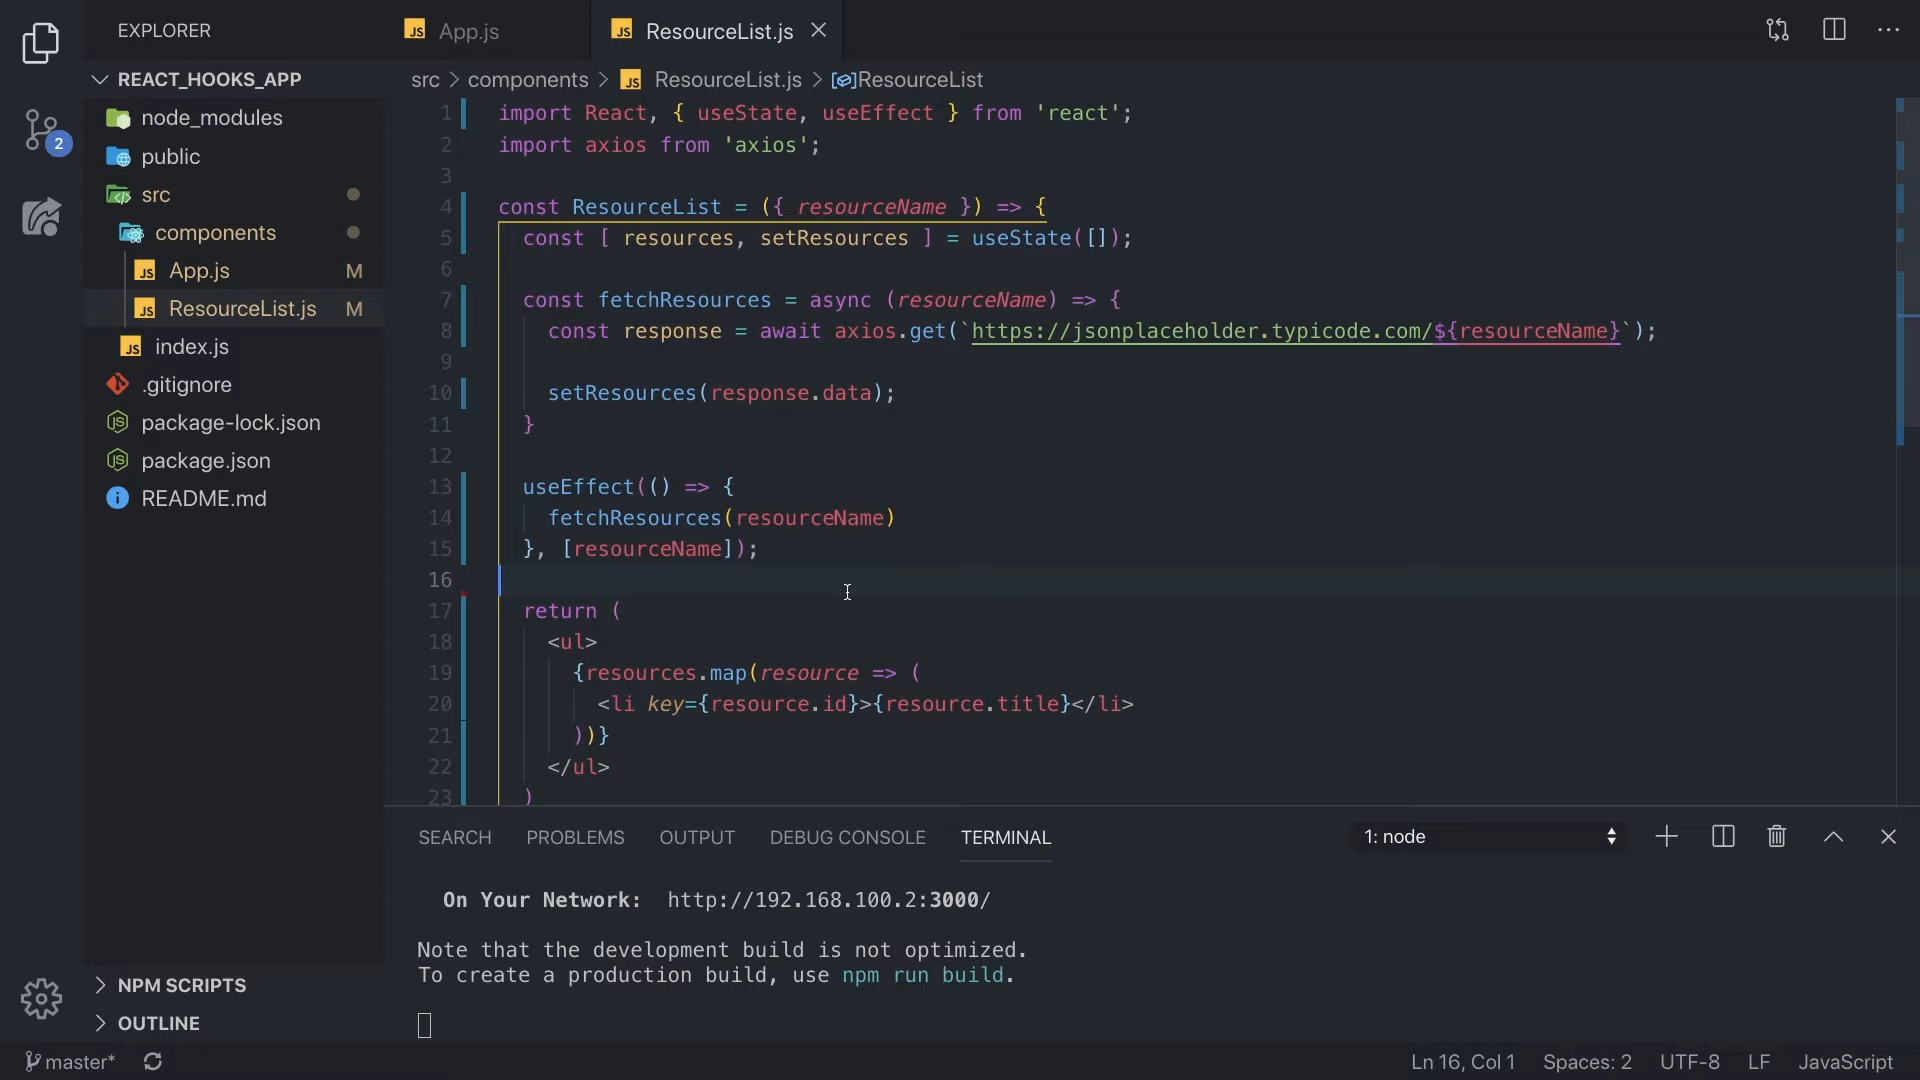 EXPLORER
App.js
ResourceList.js
REACT_HOOKS_APP
src > components > JS ResourceList.js > ResourceList
node_modules
public
src
components
App.js M
ResourceList.js M
index.js
.gitignore
package-lock.json
package.json
README.md
NPM SCRIPTS
OUTLINE
2
1 import React, { useState, useEffect } from 'react';
2 import axios from 'axios';
3
4 const ResourceList = ({ resourceName }) => {
5 const [ resources, setResources ] = useState([]);
6
7 const fetchResources = async (resourceName) => {
8 const response = await axios.get(`https://jsonplaceholder.typicode.com/${resourceName}`);
9
10 setResources(response.data);
11 }
12
13 useEffect(() => {
14 fetchResources(resourceName)
15 }, [resourceName]);
16
17 return (
18 <ul>
19 {resources.map(resource => (
20 <li key={resource.id}>{resource.title}</li>
21 ))}
22 </ul>
23 )
SEARCH PROBLEMS OUTPUT DEBUG CONSOLE TERMINAL 1: node
On Your Network: http://192.168.100.2:3000/
Note that the development build is not optimized.
To create a production build, use npm run build.
master* Ln 16, Col 1 Spaces: 2 UTF-8 LF JavaScript